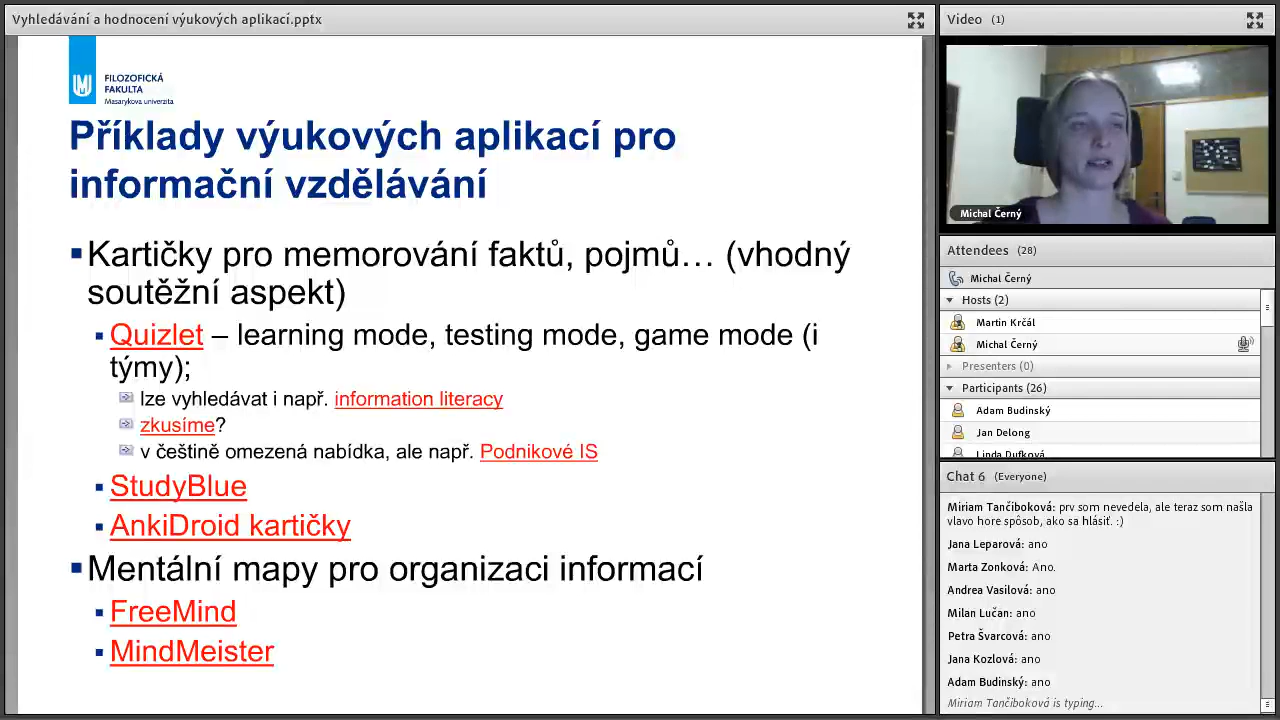 Vyhledávání a hodnocení výukových aplikací.pptx
FILOZOFICKÁ
FAKULTA
Masarykova univerzita
Příklady výukových aplikací pro
informační vzdělávání
Kartičky pro memorování faktů, pojmů… (vhodný
soutěžní aspekt)
Quizlet – learning mode, testing mode, game mode (i
týmy);
lze vyhledávat i např. information literacy
zkusíme?
v češtině omezená nabídka, ale např. Podnikové IS
StudyBlue
AnkiDroid kartičky
Mentální mapy pro organizaci informací
FreeMind
MindMeister
Video (1)
Michal Černý
Attendees (28)
Michal Černý
Hosts (2)
Martin Krčál
Michal Černý
Presenters (0)
Participants (26)
Adam Budinský
Jan Delong
Linda Dufková
Chat 6 (Everyone)
Miriam Tančiboková: prv som nevedela, ale teraz som našla
vlavo hore spôsob, ako sa hlásiť. :)
Jana Leparová: ano
Marta Zonková: Ano.
Andrea Vasilová: ano
Milan Lučan: ano
Petra Švarcová: ano
Jana Kozlová: ano
Adam Budinský: ano
Miriam Tančiboková is typing...